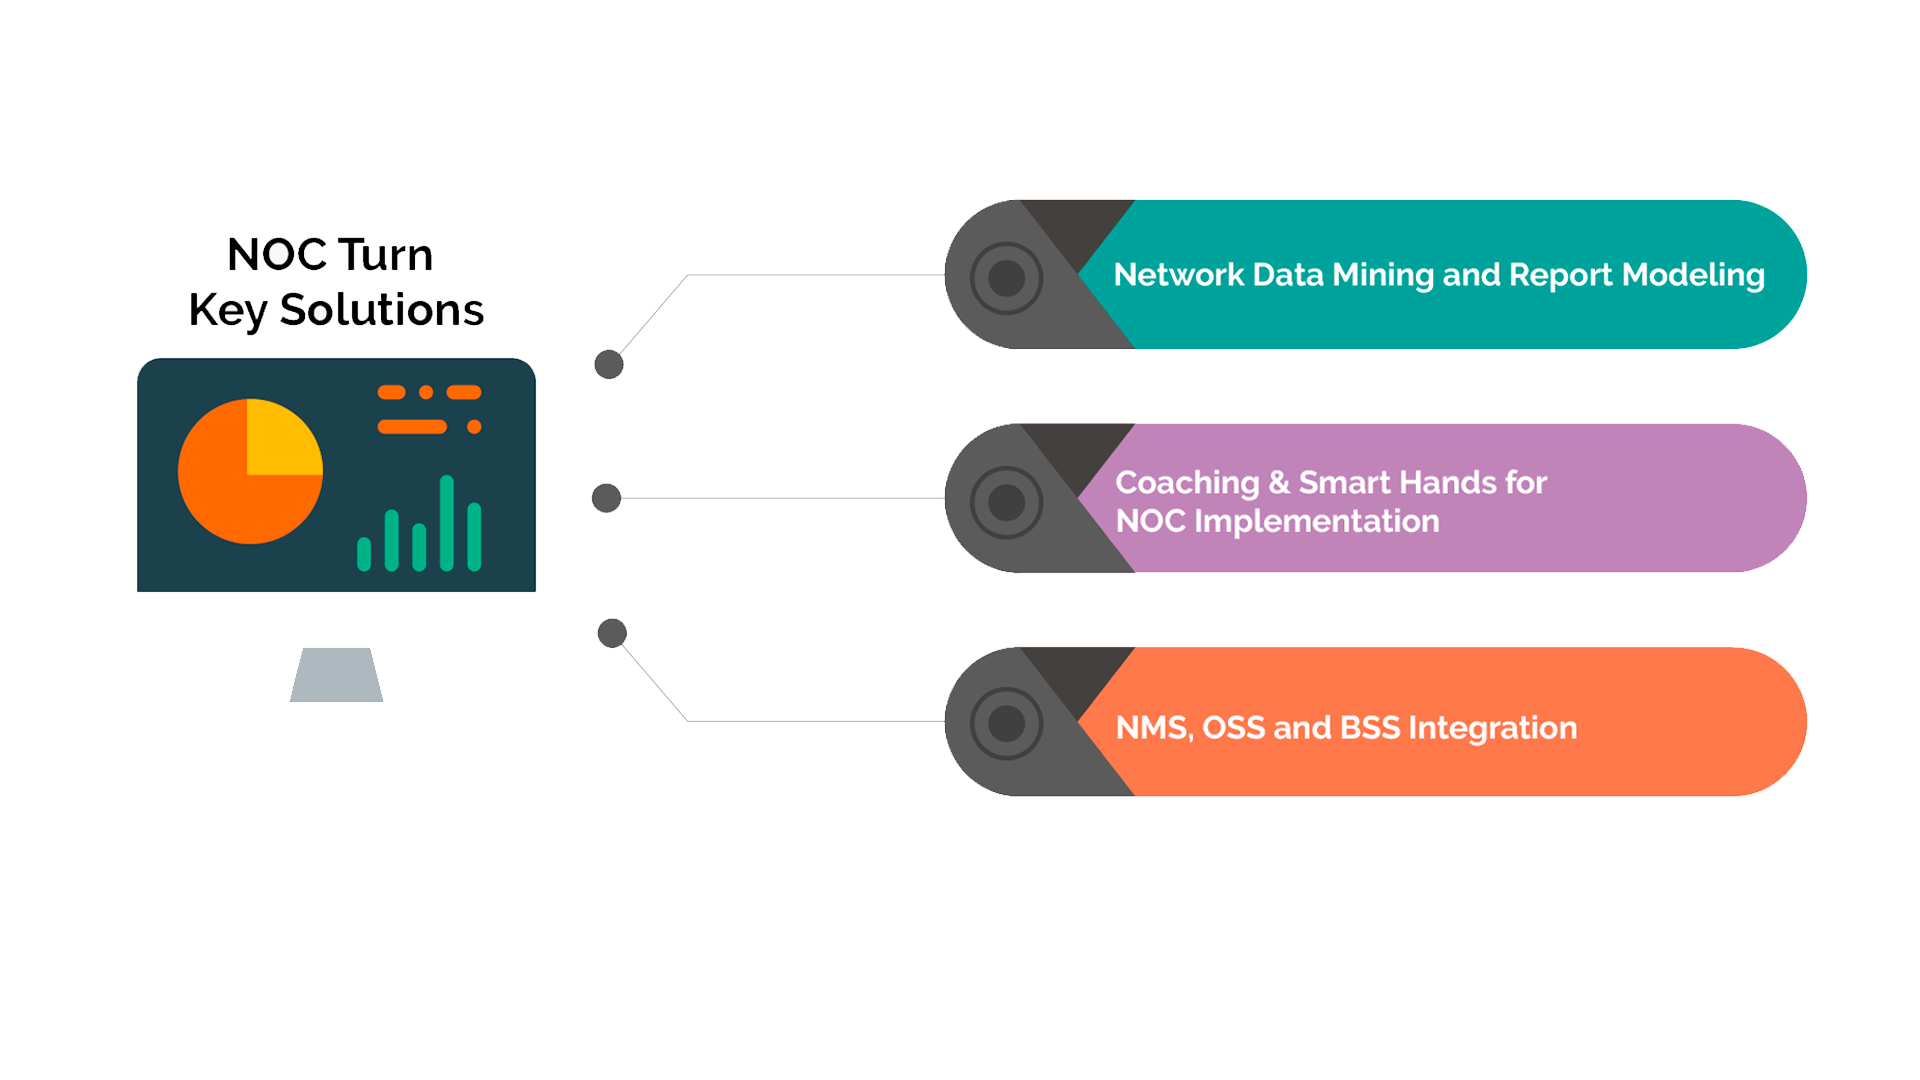 NOC Turn
Key Solutions
Network Data Mining and Report Modeling
Coaching & Smart Hands for
NOC Implementation
NMS, OSS and BSS Integration